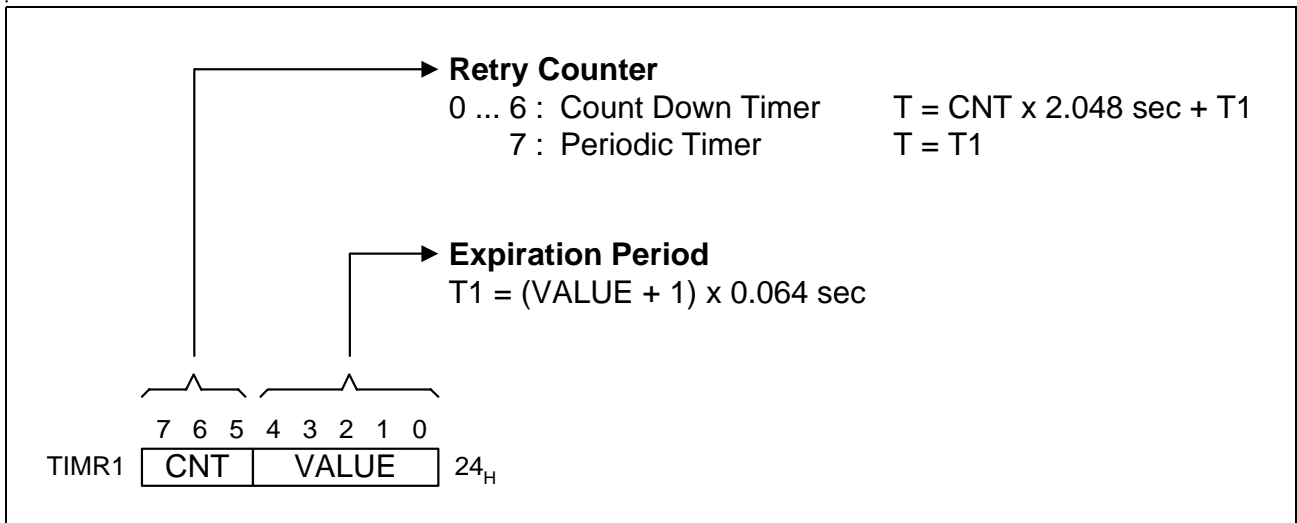 Retry Counter
0 ... 6 : Count Down Timer T = CNT x 2.048 sec + T1
7 : Periodic Timer T = T1
Expiration Period
T1 = (VALUE + 1) x 0.064 sec
7 6 5 4 3 2 1 0
TIMR1 CNT VALUE 24H